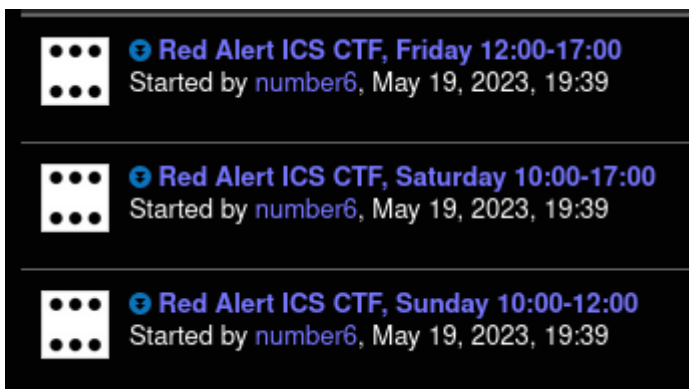 Red Alert ICS CTF, Friday 12:00-17:00
Started by number6, May 19, 2023, 19:39
Red Alert ICS CTF, Saturday 10:00-17:00
Started by number6, May 19, 2023, 19:39
Red Alert ICS CTF, Sunday 10:00-12:00
Started by number6, May 19, 2023, 19:39